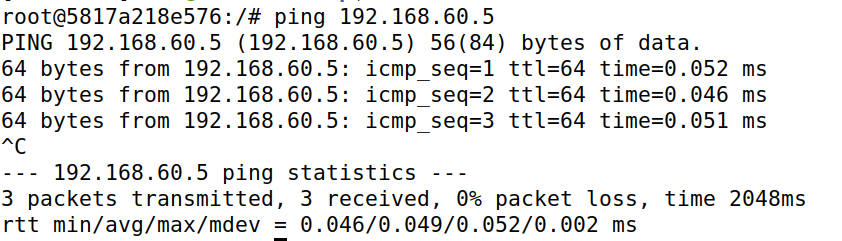 root@5817a218e576:/# ping 192.168.60.5
PING 192.168.60.5 (192.168.60.5) 56(84) bytes of data.
64 bytes from 192.168.60.5: icmp_seq=1 ttl=64 time=0.052 ms
64 bytes from 192.168.60.5: icmp_seq=2 ttl=64 time=0.046 ms
64 bytes from 192.168.60.5: icmp_seq=3 ttl=64 time=0.051 ms
^C
--- 192.168.60.5 ping statistics ---
3 packets transmitted, 3 received, 0% packet loss, time 2048ms
rtt min/avg/max/mdev = 0.046/0.049/0.052/0.002 ms